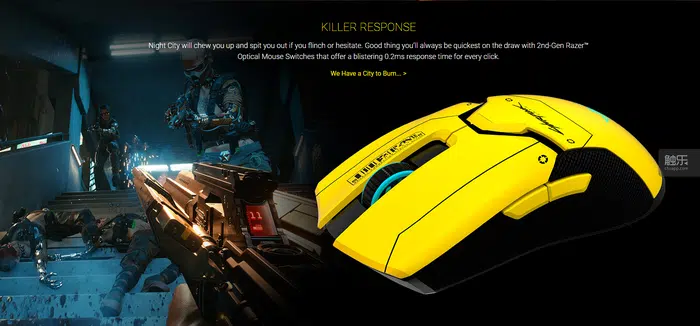 KILLER RESPONSE
Night City will chew you up and spit you out if you flinch or hesitate. Good thing you'll always be quickest on the draw with 2nd-Gen Razer™
Optical Mouse Switches that offer a blistering 0.2ms response time for every click.
We Have a City to Burn... >
触乐